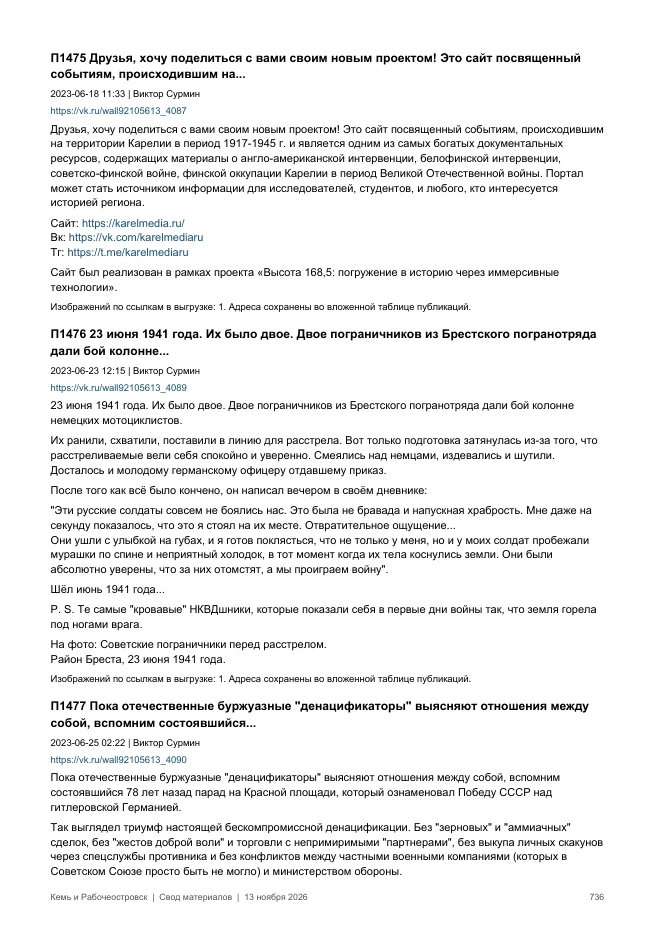 П1475 Друзья, хочу поделиться с вами своим новым проектом! Это сайт посвященный
событиям, происходившим на...
2023-06-18 11:33 | Виктор Сурмин
https://vk.ru/wall92105613_4087
Друзья, хочу поделиться с вами своим новым проектом! Это сайт посвященный событиям, происходившим
на территории Карелии в период 1917-1945 г. и является одним из самых богатых документальных
ресурсов, содержащих материалы о англо-американской интервенции, белофинской интервенции,
советско-финской войне, финской оккупации Карелии в период Великой Отечественной войны. Портал
может стать источником информации для исследователей, студентов, и любого, кто интересуется
историей региона.
Сайт: https://karelmedia.ru/
Вк: https://vk.com/karelmediaru
Тг: https://t.me/karelmediaru
Сайт был реализован в рамках проекта «Высота 168,5: погружение в историю через иммерсивные
технологии».
Изображений по ссылкам в выгрузке: 1. Адреса сохранены во вложенной таблице публикаций.
П1476 23 июня 1941 года. Их было двое. Двое пограничников из Брестского погранотряда
дали бой колонне...
2023-06-23 12:15 | Виктор Сурмин
https://vk.ru/wall92105613_4089
23 июня 1941 года. Их было двое. Двое пограничников из Брестского погранотряда дали бой колонне
немецких мотоциклистов.
Их ранили, схватили, поставили в линию для расстрела. Вот только подготовка затянулась из-за того, что
расстреливаемые вели себя спокойно и уверенно. Смеялись над немцами, издевались и шутили.
Досталось и молодому германскому офицеру отдавшему приказ.
После того как всё было кончено, он написал вечером в своём дневнике:
"Эти русские солдаты совсем не боялись нас. Это была не бравада и напускная храбрость. Мне даже на
секунду показалось, что это я стоял на их месте. Отвратительное ощущение...
Они ушли с улыбкой на губах, и я готов поклясться, что не только у меня, но и у моих солдат пробежали
мурашки по спине и неприятный холодок, в тот момент когда их тела коснулись земли. Они были
абсолютно уверены, что за них отомстят, а мы проиграем войну".
Шёл июнь 1941 года...
P. S. Те самые "кровавые" НКВДшники, которые показали себя в первые дни войны так, что земля горела
под ногами врага.
На фото: Советские пограничники перед расстрелом.
Район Бреста, 23 июня 1941 года.
Изображений по ссылкам в выгрузке: 1. Адреса сохранены во вложенной таблице публикаций.
П1477 Пока отечественные буржуазные "денацификаторы" выясняют отношения между
собой, вспомним состоявшийся...
2023-06-25 02:22 | Виктор Сурмин
https://vk.ru/wall92105613_4090
Пока отечественные буржуазные "денацификаторы" выясняют отношения между собой, вспомним
состоявшийся 78 лет назад парад на Красной площади, который ознаменовал Победу СССР над
гитлеровской Германией.
Так выглядел триумф настоящей бескомпромиссной денацификации. Без "зерновых" и "аммиачных"
сделок, без "жестов доброй воли" и торговли с непримиримыми "партнерами", без выкупа личных скакунов
через спецслужбы противника и без конфликтов между частными военными компаниями (которых в
Советском Союзе просто быть не могло) и министерством обороны.
Кемь и Рабочеостровск | Свод материалов | 13 ноября 2026
736